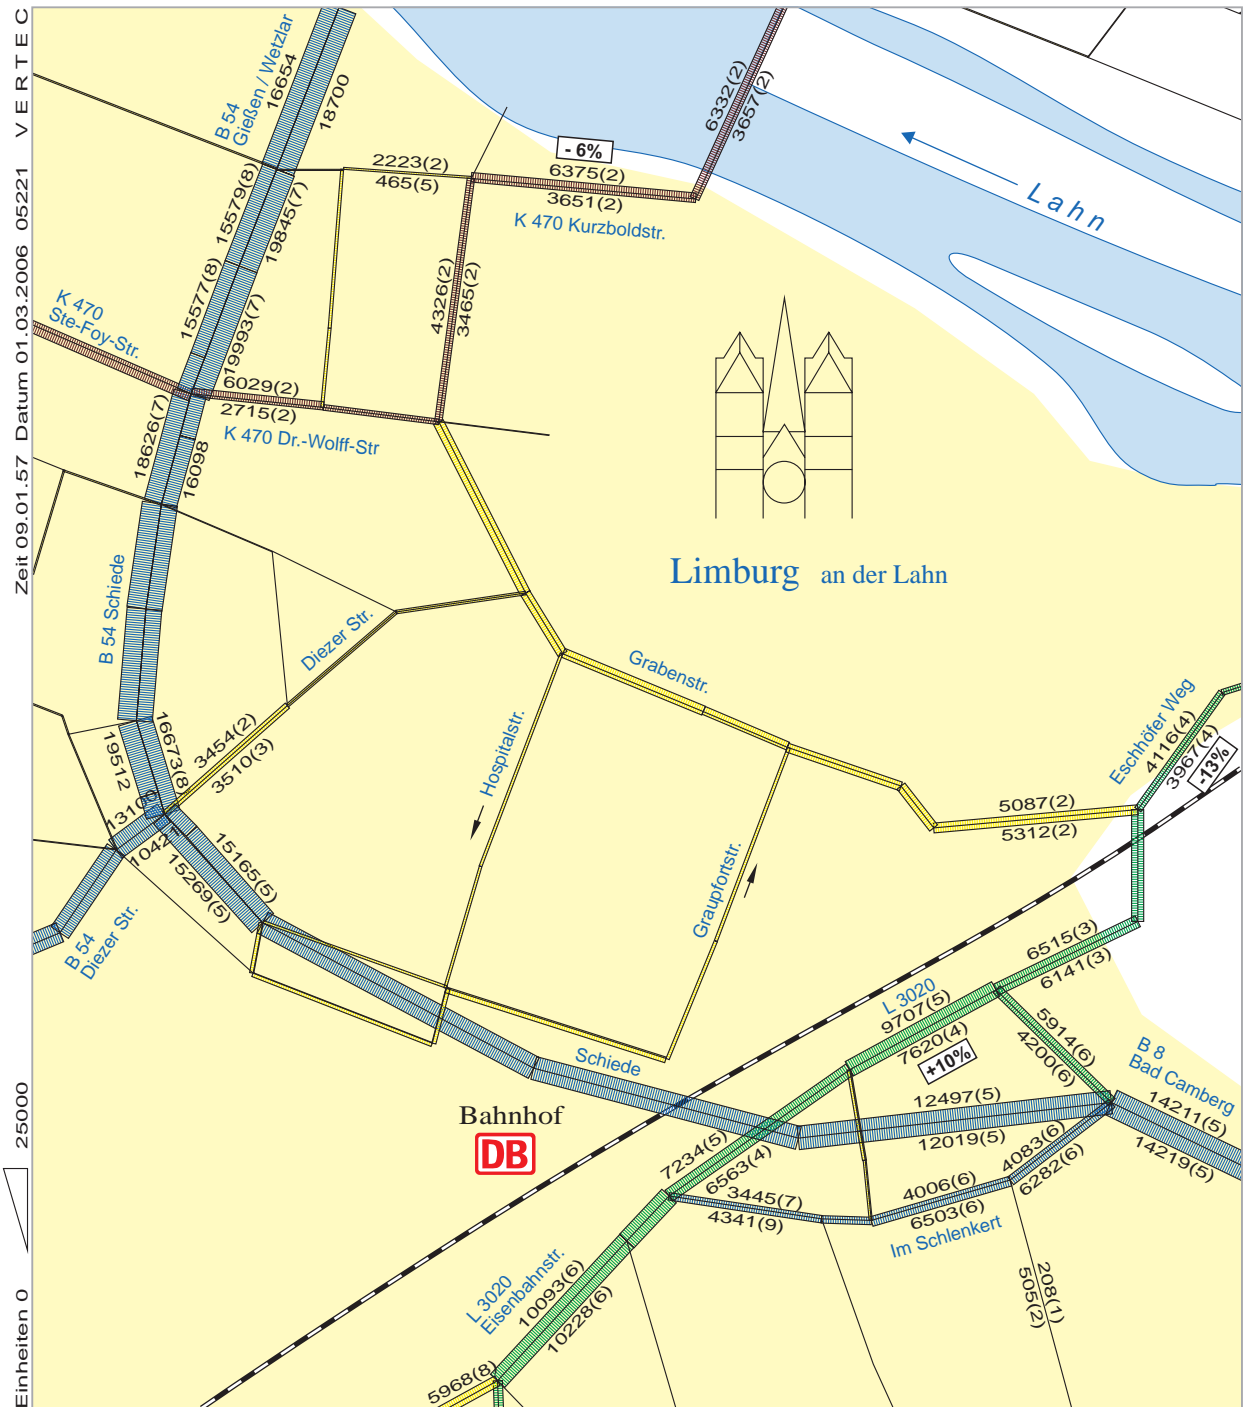 Zeit 09.01.57 Datum 01.03.2006 05221 VERTEC
Einheiten 0 25000
B 54
Gießen / Wetzlar
16654
18700
6332(2)
3657(2)
- 6%
2223(2)
465(5)
6375(2)
3651(2)
K 470 Kurzboldstr.
Lahn
15579(8)
19845(7)
15577(8)
19993(7)
4326(2)
3465(2)
K 470
Ste-Foy-Str.
6029(2)
2715(2)
K 470 Dr.-Wolff-Str
18626(7)
16098
B 54 Schiede
Limburg an der Lahn
Diezer Str.
Grabenstr.
Hospitalstr.
Graupfortstr.
Eschhöfer Weg
4116(4)
3967(4)
-13%
19512
16673(8)
3454(2)
3510(3)
5087(2)
5312(2)
13100
10421
15269(5)
15165(5)
B 54
Diezer Str.
6515(3)
6141(3)
L 3020
9707(5)
7620(4)
+10%
5914(6)
4200(6)
B 8
Bad Camberg
Schiede
Bahnhof
DB
12497(5)
12019(5)
14211(5)
14219(5)
7234(5)
6563(4)
4083(6)
6282(6)
3445(7)
4341(9)
4006(6)
6503(6)
Im Schlenkert
L 3020
Eisenbahnstr.
10093(6)
10228(6)
208(1)
505(2)
5968(8)